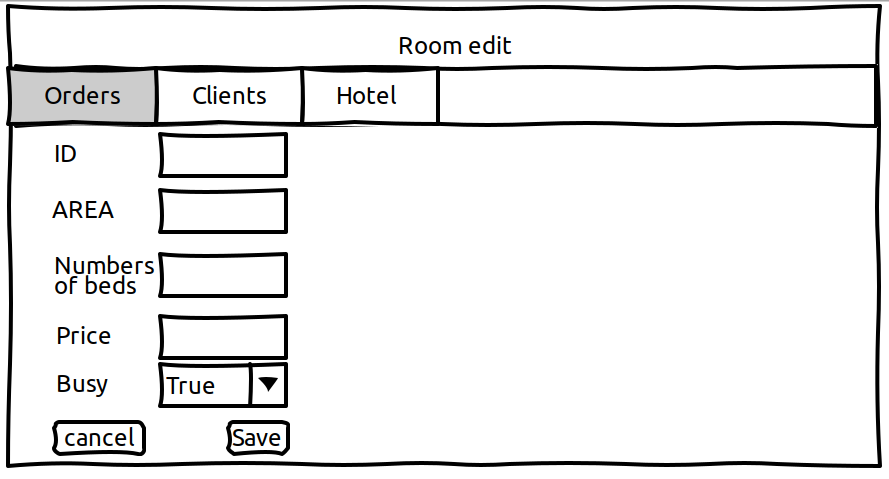 Room edit
Orders Clients Hotel
ID
AREA
Numbers
of beds
Price
Busy True
cancel Save